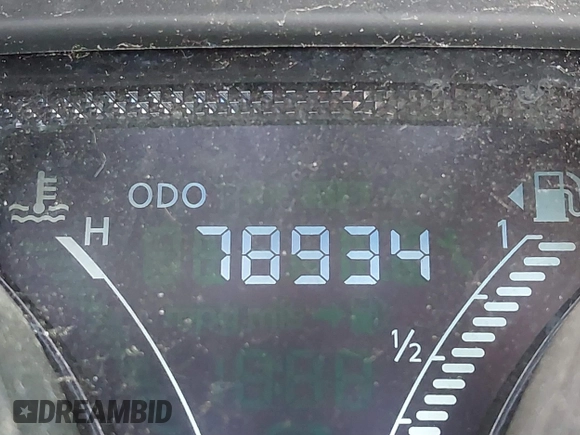 ODO
H 78934 1
1/2
DREAMBID